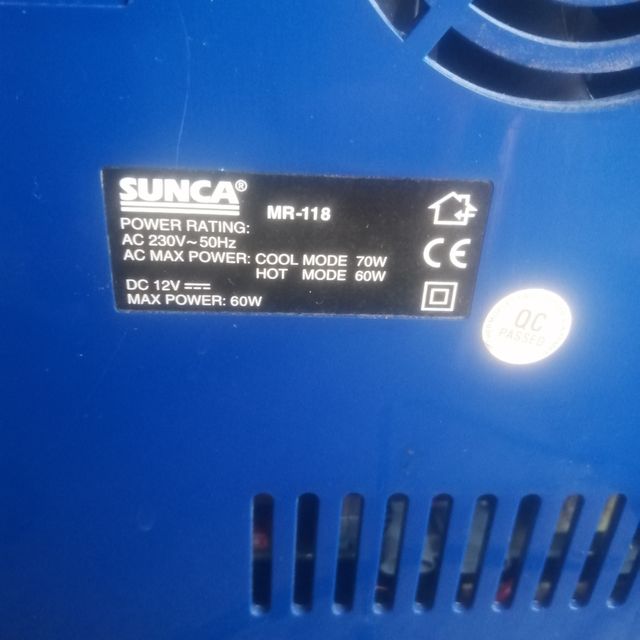 SUNCA®
MR-118
POWER RATING:
AC 230V~50Hz
AC MAX POWER: COOL MODE 70W
HOT MODE 60W
DC 12V⎓
MAX POWER: 60W
CE
QC
PASSED